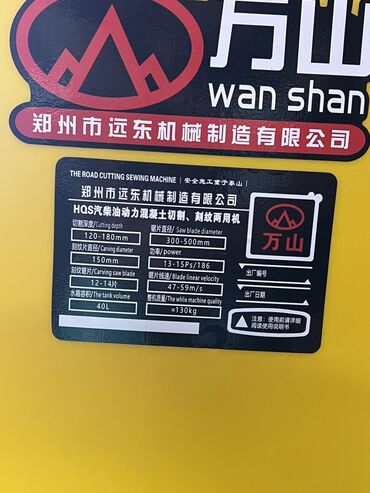 万山
wan shan
郑州市远东机械制造有限公司
THE ROAD CUTTING SEWING MACHINE | 安全施工重于泰山 |
郑州市远东机械制造有限公司
HQS汽柴油动力混凝土切割、刻纹两用机
切割深度/Cutting depth 锯片直径/ Saw blade diameter
120-180mm 300-500mm
刻纹片直径/Carving diameter 功率/power
150mm 13-15Ps/186
刻纹锯片/Carving saw blade 锯片线速/Blade linear velocity
12-14片 47-59m/s
水箱容积/The tank volume 整机质量/The while machine quality
40L ≈130kg
万山
出厂编号
出厂日期
注意：使用前请详细
阅读使用说明书